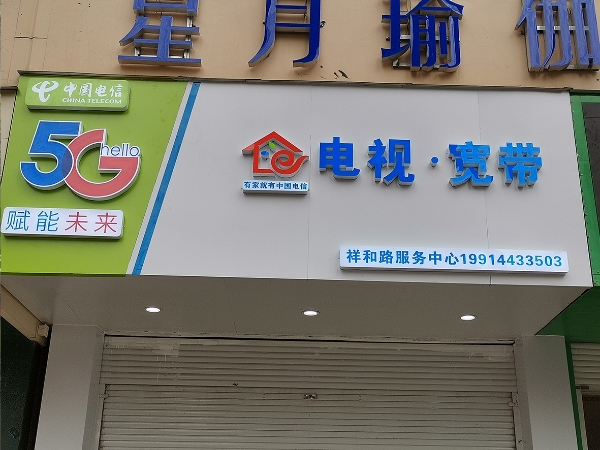 星月瑜伽
中国电信
CHINA TELECOM
5G
hello
赋能未来
电视·宽带
有家就有中国电信
祥和路服务中心19914433503